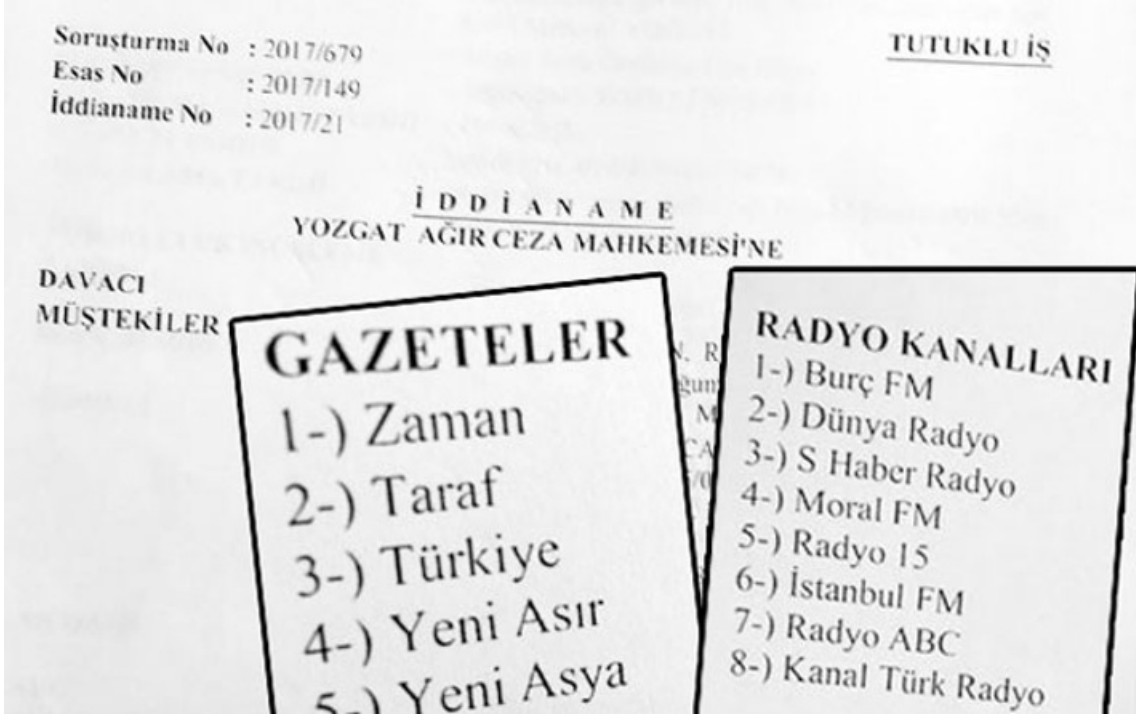 Soruşturma No : 2017/679
Esas No : 2017/149
İddianame No : 2017/21
TUTUKLU İŞ
İ D D İ A N A M E
YOZGAT AĞIR CEZA MAHKEMESİ'NE
DAVACI
MÜŞTEKİLER
GAZETELER
1-) Zaman
2-) Taraf
3-) Türkiye
4-) Yeni Asır
5-) Yeni Asya
RADYO KANALLARI
1-) Burç FM
2-) Dünya Radyo
3-) S Haber Radyo
4-) Moral FM
5-) Radyo 15
6-) İstanbul FM
7-) Radyo ABC
8-) Kanal Türk Radyo